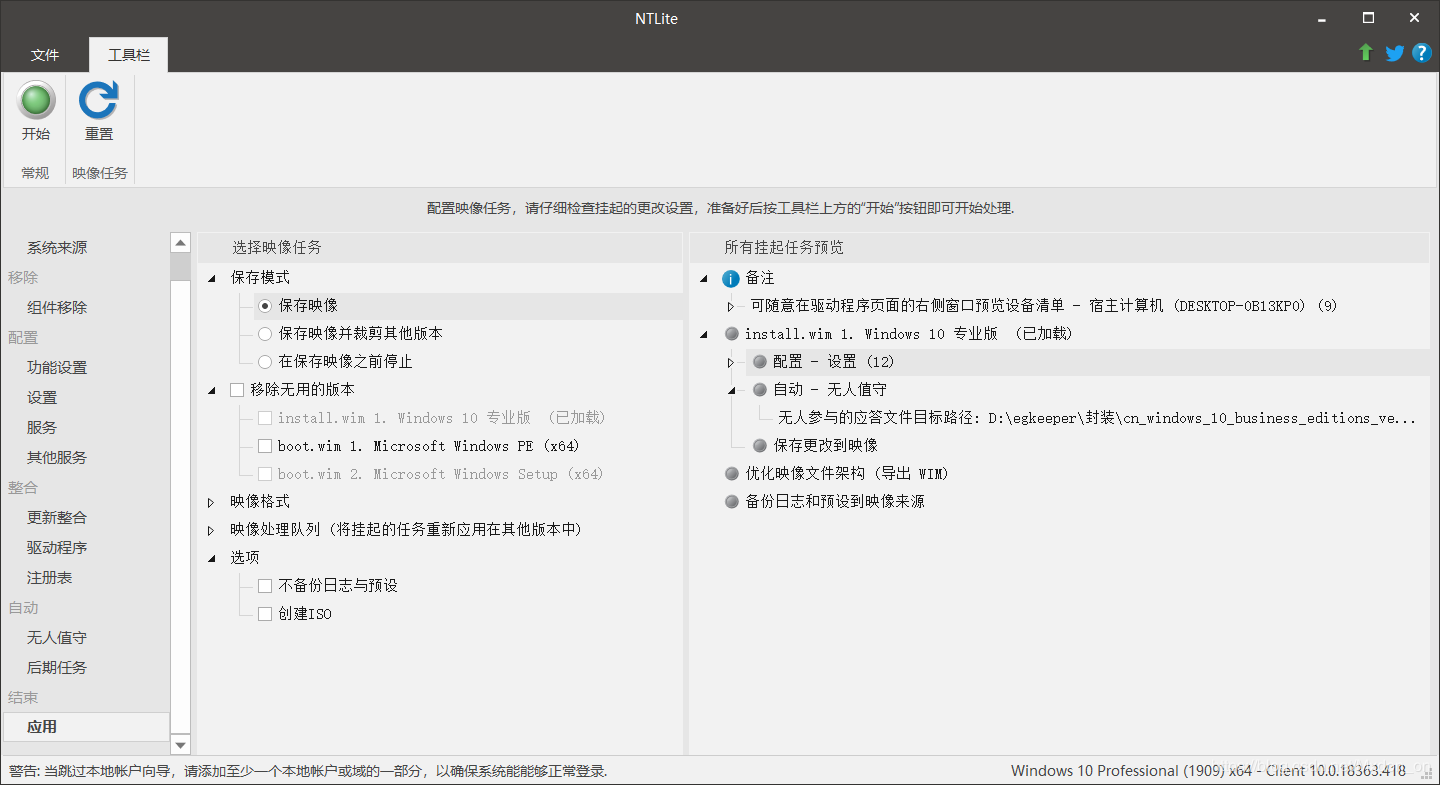 NTLite
文件
工具栏
开始
重置
常规
映像任务
配置映像任务，请仔细检查挂起的更改设置，准备好后按工具栏上方的“开始”按钮即可开始处理.
系统来源
移除
组件移除
配置
功能设置
设置
服务
其他服务
整合
更新整合
驱动程序
注册表
自动
无人值守
后期任务
结束
应用
选择映像任务
保存模式
保存映像
保存映像并裁剪其他版本
在保存映像之前停止
移除无用的版本
install.wim 1. Windows 10 专业版 （已加载）
boot.wim 1. Microsoft Windows PE (x64)
boot.wim 2. Microsoft Windows Setup (x64)
映像格式
映像处理队列 (将挂起的任务重新应用在其他版本中)
选项
不备份日志与预设
创建ISO
所有挂起任务预览
备注
可随意在驱动程序页面的右侧窗口预览设备清单 - 宿主计算机 (DESKTOP-0B13KP0) (9)
install.wim 1. Windows 10 专业版 （已加载）
配置 - 设置 (12)
自动 - 无人值守
无人参与的应答文件目标路径: D:\egkeeper\封装\cn_windows_10_business_editions_ve...
保存更改到映像
优化映像文件架构 (导出 WIM)
备份日志和预设到映像来源
警告: 当跳过本地帐户向导，请添加至少一个本地帐户或域的一部分，以确保系统能能够正常登录.
Windows 10 Professional (1909) x64 - Client 10.0.18363.418